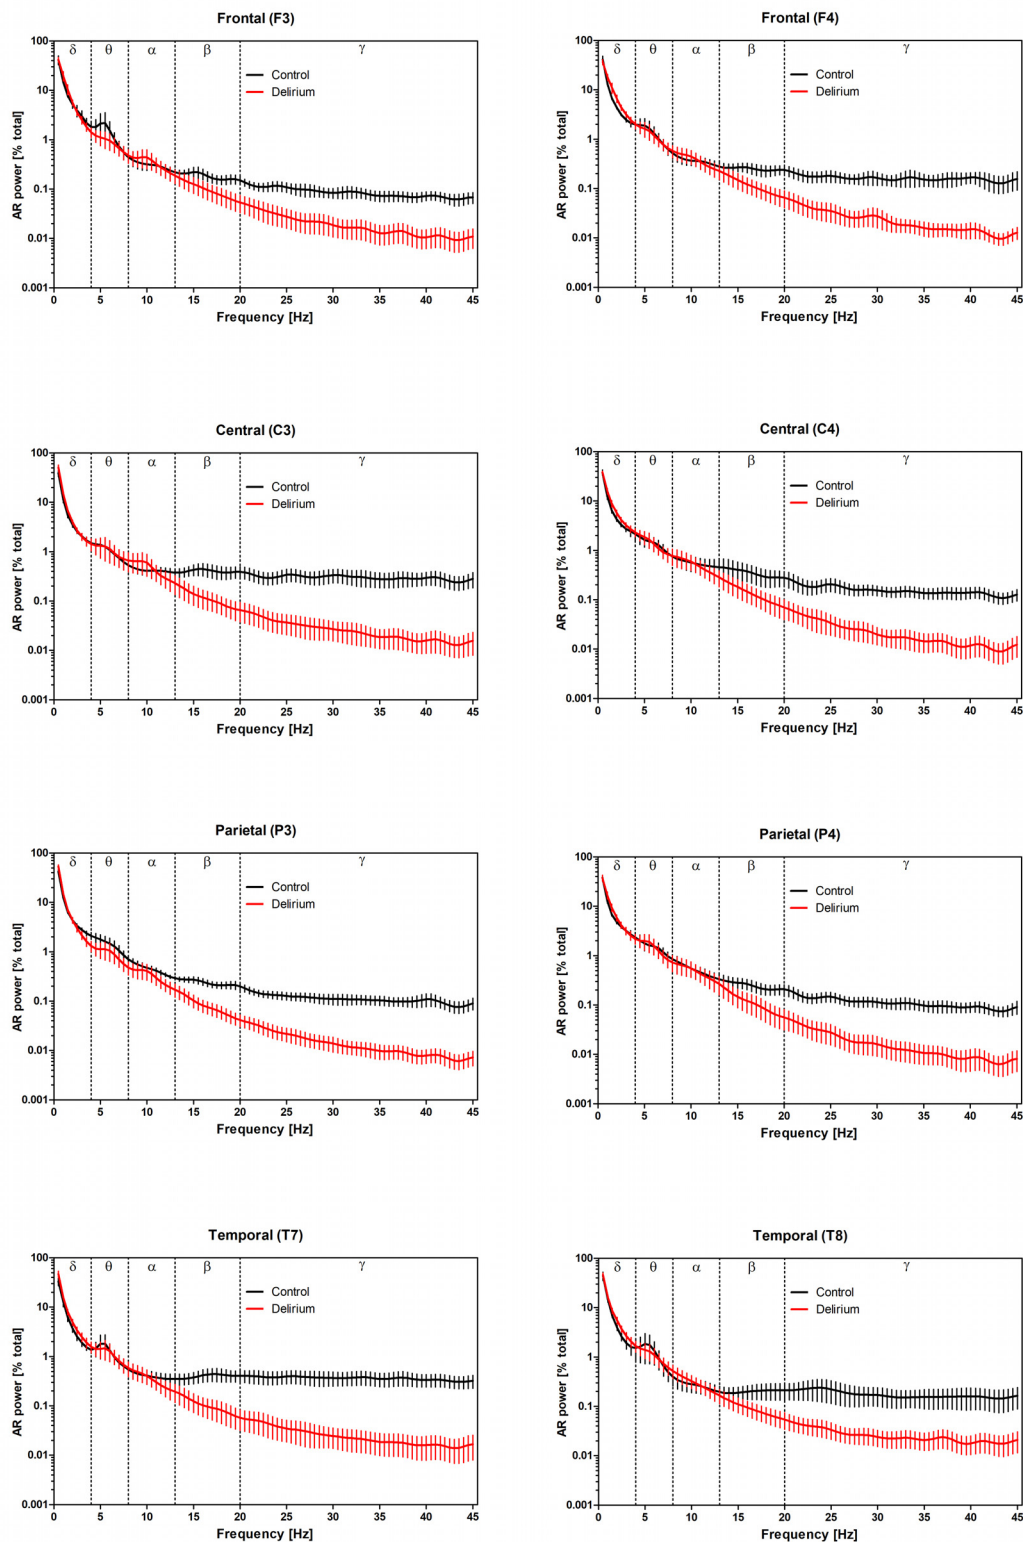 Frontal (F3)
100
10
1
0.1
0.01
0.001
AR power [% total]
δ θ α β γ
Control
Delirium
0 5 10 15 20 25 30 35 40 45
Frequency [Hz]
Frontal (F4)
100
10
1
0.1
0.01
0.001
AR power [% total]
δ θ α β γ
Control
Delirium
0 5 10 15 20 25 30 35 40 45
Frequency [Hz]
Central (C3)
100
10
1
0.1
0.01
0.001
AR power [% total]
δ θ α β γ
Control
Delirium
0 5 10 15 20 25 30 35 40 45
Frequency [Hz]
Central (C4)
100
10
1
0.1
0.01
0.001
AR power [% total]
δ θ α β γ
Control
Delirium
0 5 10 15 20 25 30 35 40 45
Frequency [Hz]
Parietal (P3)
100
10
1
0.1
0.01
0.001
AR power [% total]
δ θ α β γ
Control
Delirium
0 5 10 15 20 25 30 35 40 45
Frequency [Hz]
Parietal (P4)
100
10
1
0.1
0.01
0.001
AR power [% total]
δ θ α β γ
Control
Delirium
0 5 10 15 20 25 30 35 40 45
Frequency [Hz]
Temporal (T7)
100
10
1
0.1
0.01
0.001
AR power [% total]
δ θ α β γ
Control
Delirium
0 5 10 15 20 25 30 35 40 45
Frequency [Hz]
Temporal (T8)
100
10
1
0.1
0.01
0.001
AR power [% total]
δ θ α β γ
Control
Delirium
0 5 10 15 20 25 30 35 40 45
Frequency [Hz]